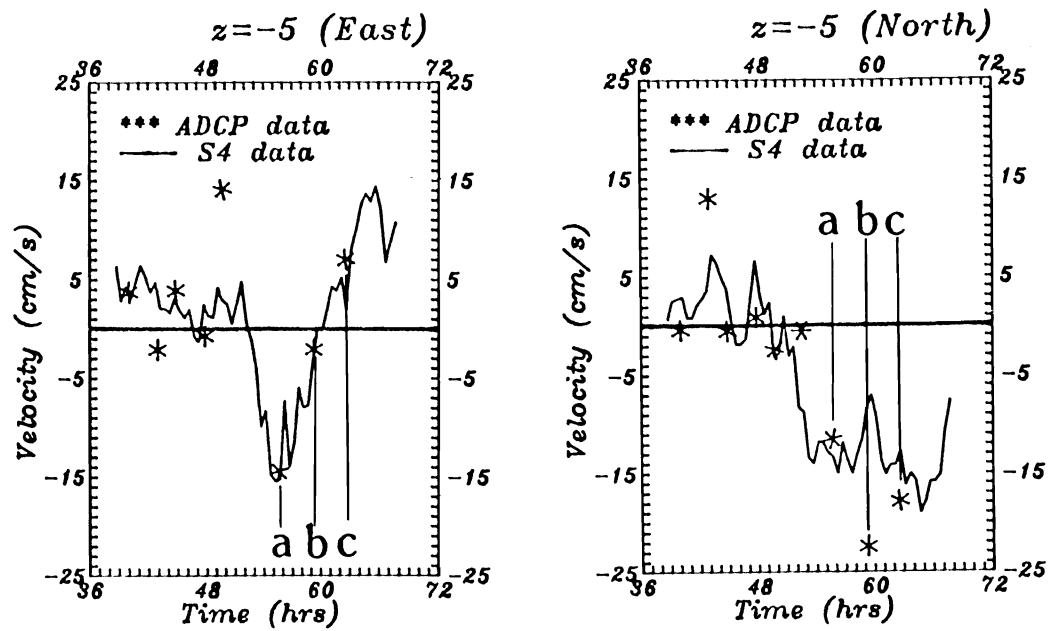 z=-5 (East)
36 48 60 72
25 25
*** ADCP data
S4 data
15 15
5 5
-5 -5
-15 -15
-25 -25
a b c
36 48 60 72
Velocity (cm/s)
Time (hrs)
z=-5 (North)
36 48 60 72
25 25
*** ADCP data
S4 data
15 15
a b c
5 5
-5 -5
-15 -15
-25 -25
36 48 60 72
Velocity (cm/s)
Time (hrs)